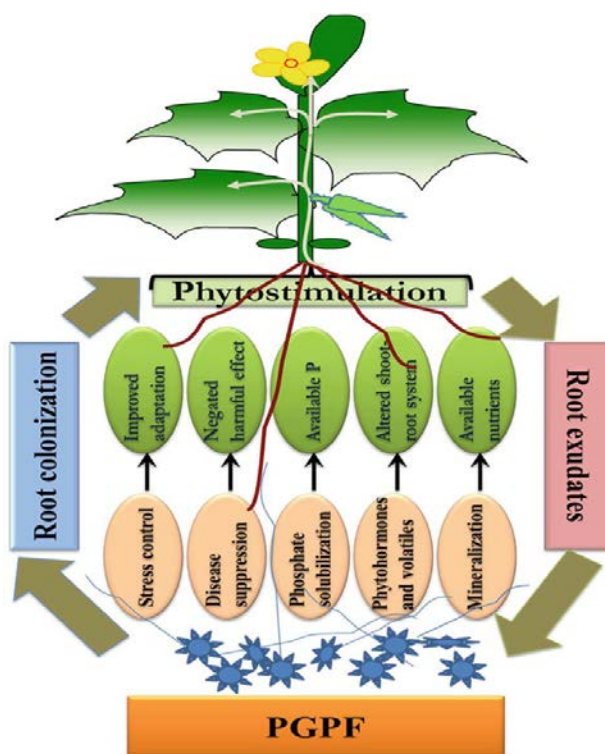 Phytostimulation
Root colonization
Improved
adaptation
Negated
harmful effect
Available P
Altered shoot-
root system
Available
nutrients
Root exudates
Stress control
Disease
suppression
Phosphate
solubilization
Phytohormones
and volatiles
Mineralization
PGPF